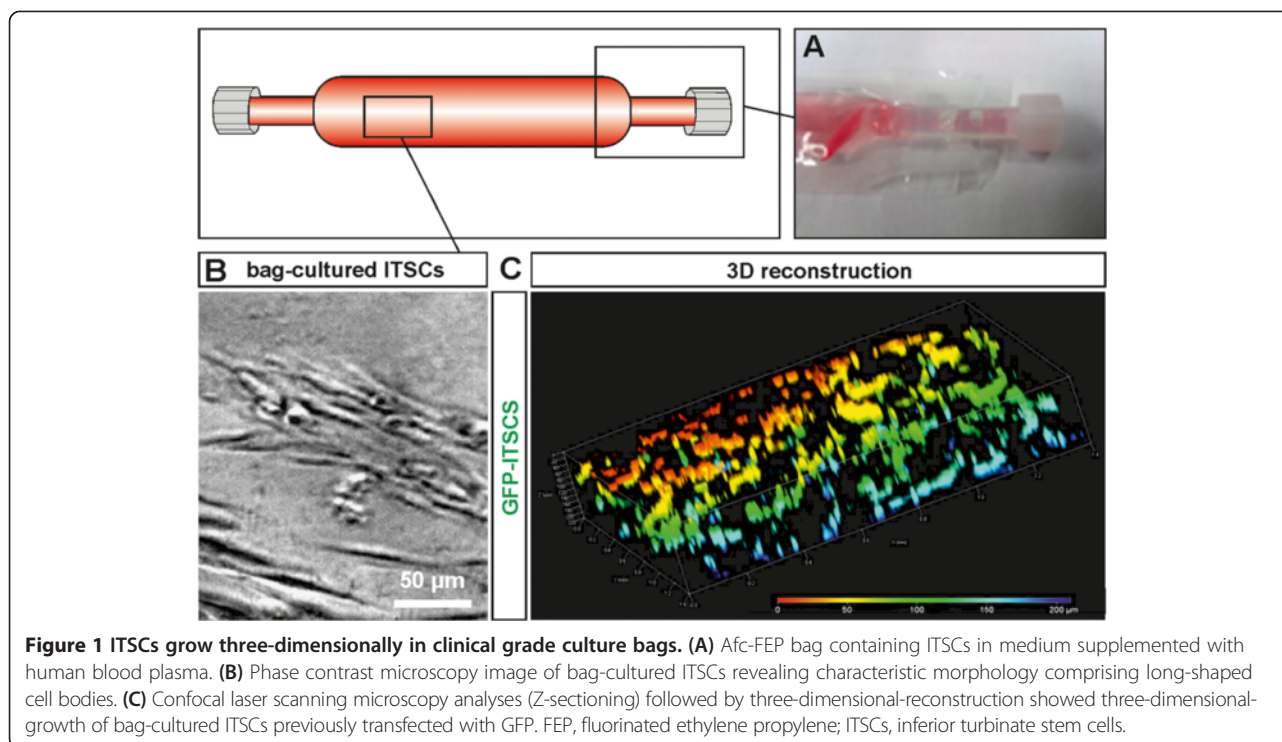 A
B bag-cultured ITSCs
C 3D reconstruction
GFP-ITSCS
50 µm
0 50 100 150 200 µm
Figure 1 ITSCs grow three-dimensionally in clinical grade culture bags. (A) Afc-FEP bag containing ITSCs in medium supplemented with
human blood plasma. (B) Phase contrast microscopy image of bag-cultured ITSCs revealing characteristic morphology comprising long-shaped
cell bodies. (C) Confocal laser scanning microscopy analyses (Z-sectioning) followed by three-dimensional-reconstruction showed three-dimensional-
growth of bag-cultured ITSCs previously transfected with GFP. FEP, fluorinated ethylene propylene; ITSCs, inferior turbinate stem cells.